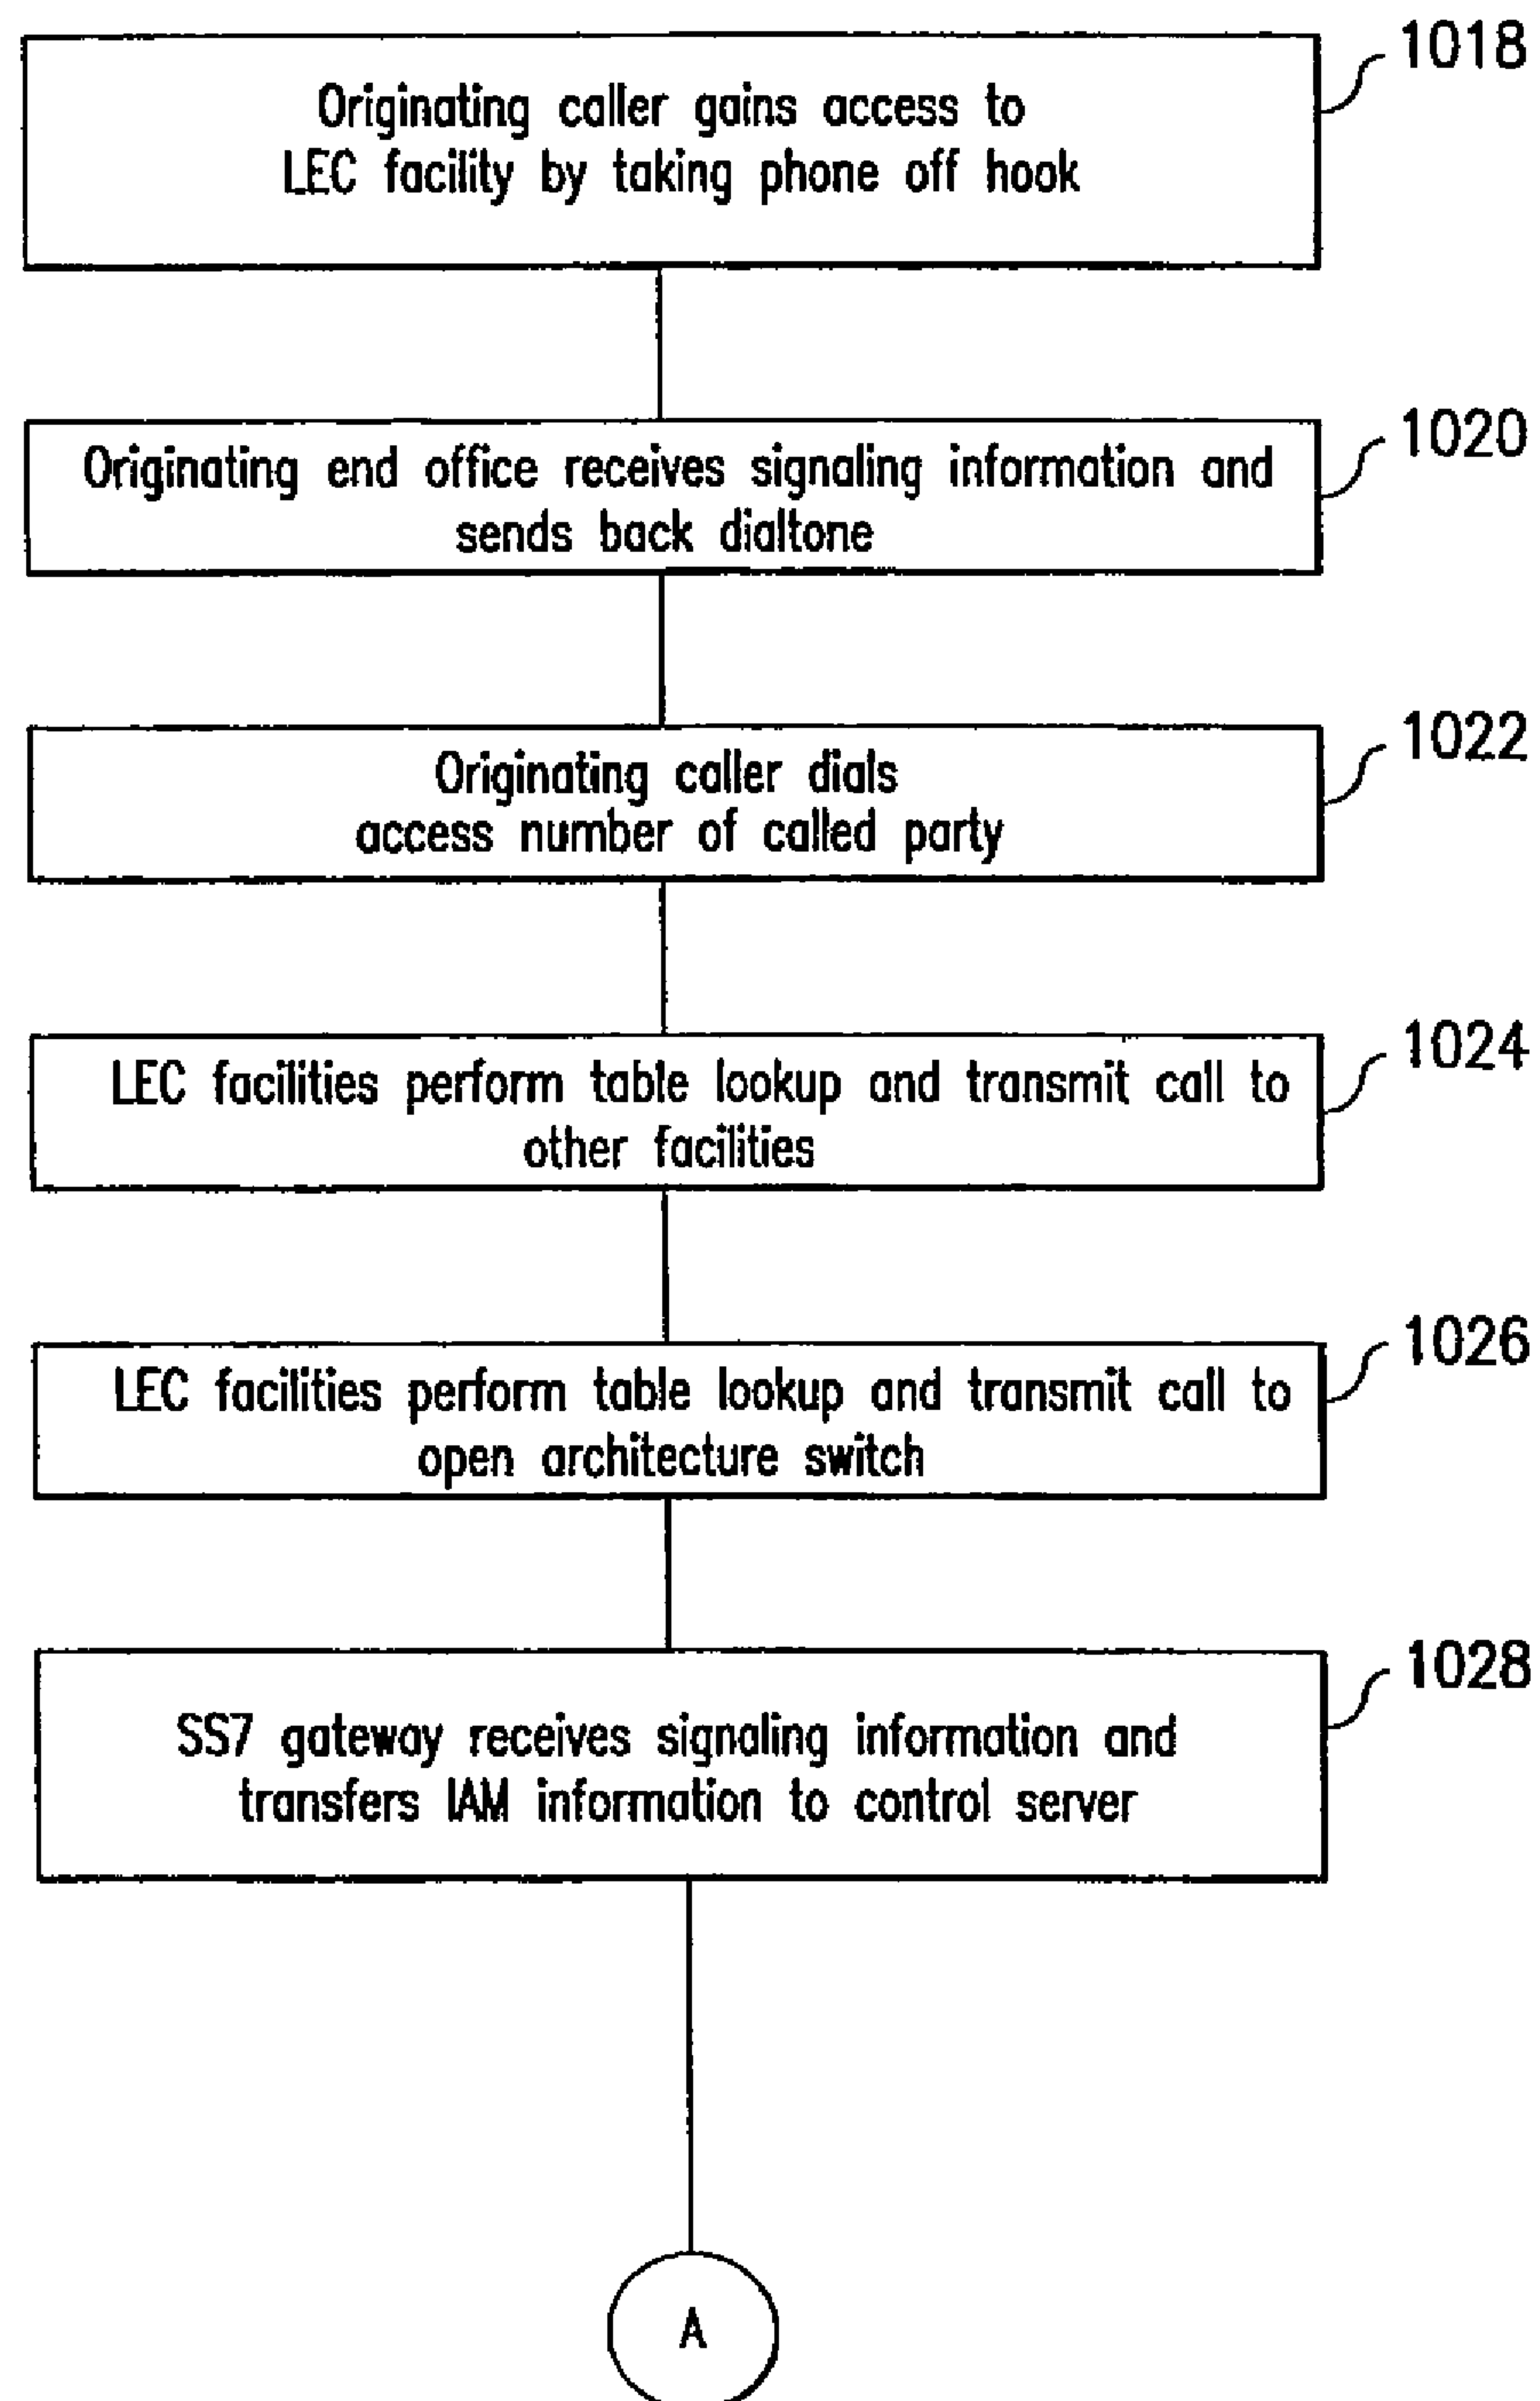 1018
Originating caller gains access to
LEC facility by taking phone off hook
1020
Originating end office receives signaling information and
sends back dialtone
1022
Originating caller dials
access number of called party
1024
LEC facilities perform table lookup and transmit call to
other facilities
1026
LEC facilities perform table lookup and transmit call to
open architecture switch
1028
SS7 gateway receives signaling information and
transfers IAM information to control server
A